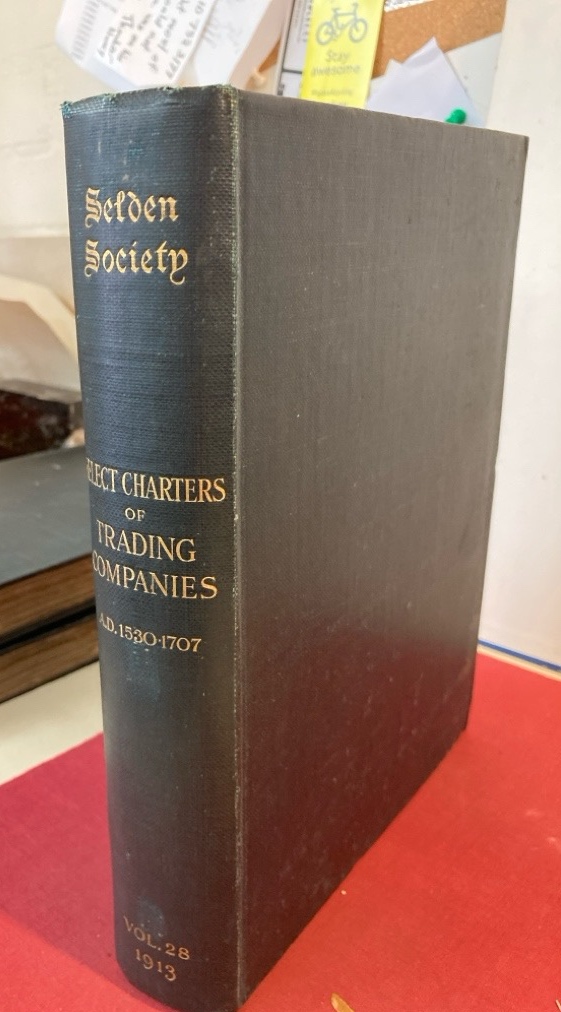 Stay
awesome
Selden
Society
ELECT CHARTERS
OF
TRADING
COMPANIES
A.D. 1530-1707
VOL. 28
1913